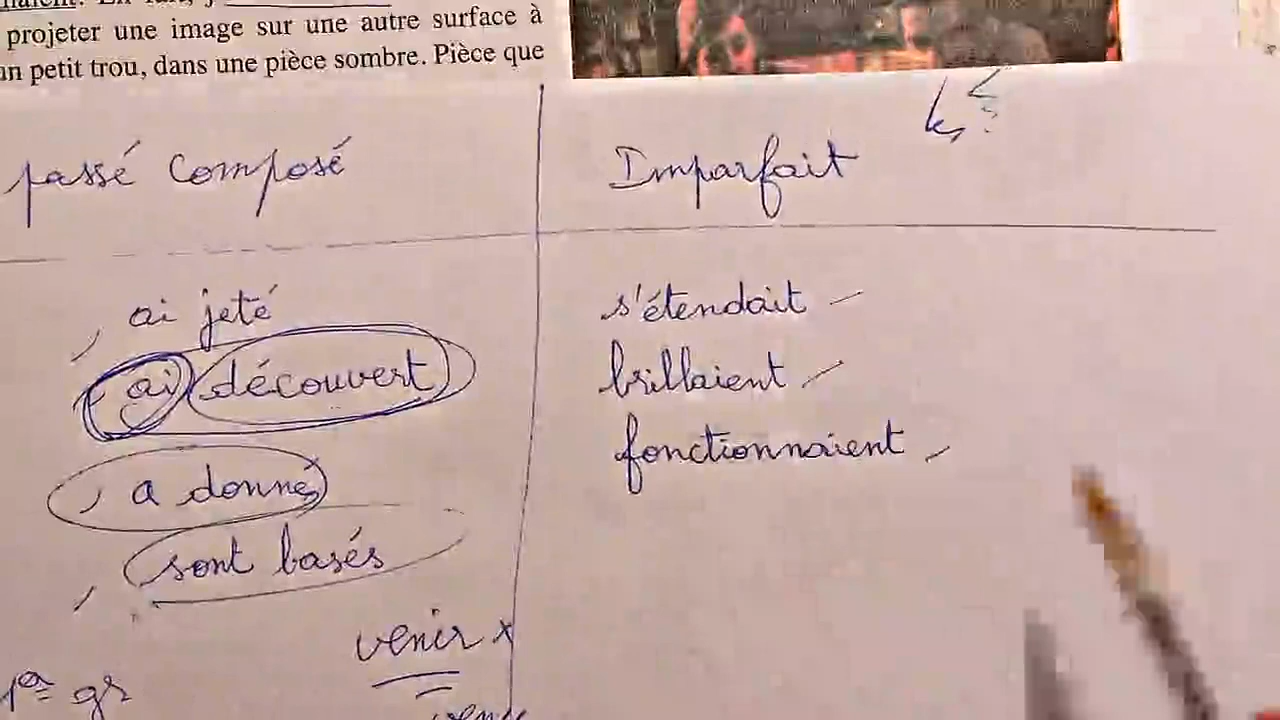 projeter une image sur une autre surface à
un petit trou, dans une pièce sombre. Pièce que
passé composé
Imparfait
ai jeté
ai découvert
a donné
sont basés
s'étendait
brillaient
fonctionnaient
venir x
gr